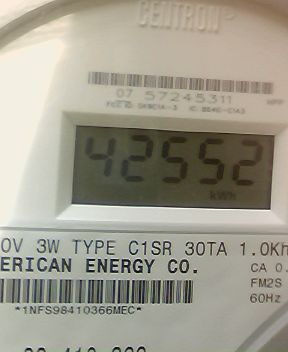 CENTRON
07 57245311
42552
kWh
0V 3W TYPE C1SR 30TA 1.0Kh
ERICAN ENERGY CO.
CA 0.
FM2S
60Hz
*1NFS98410366MEC*